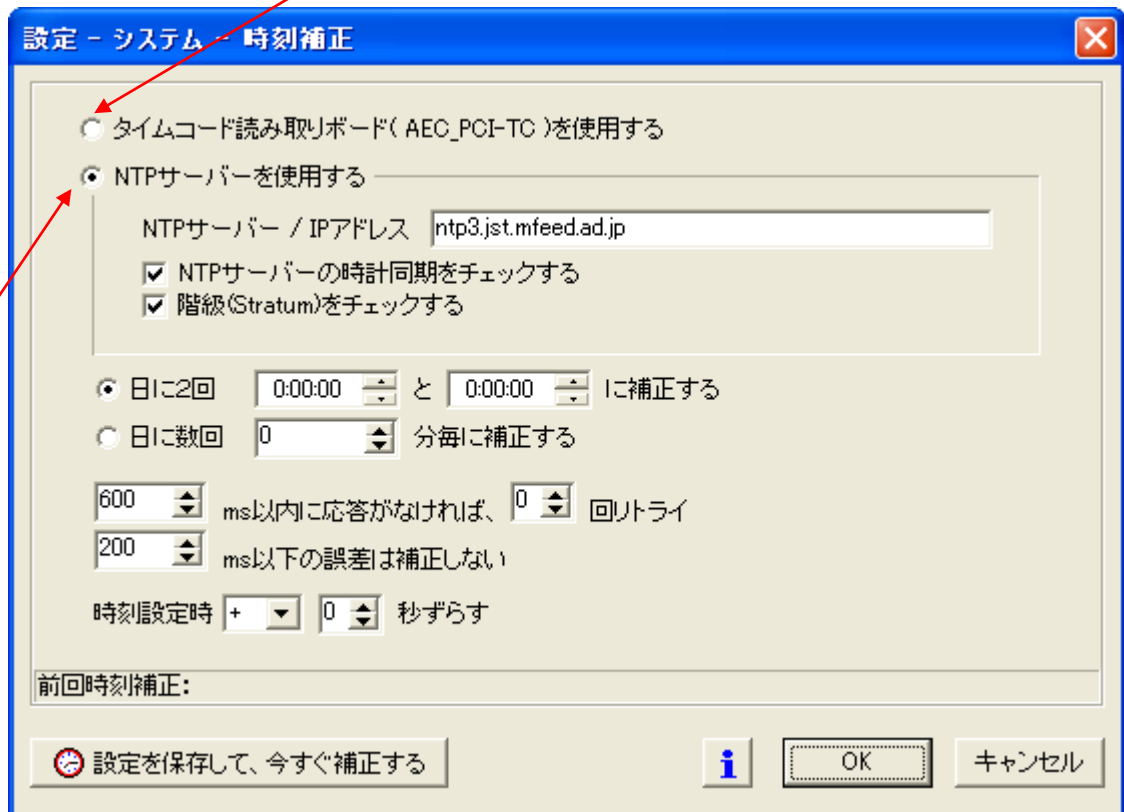 設定 - システム - 時刻補正
タイムコード読み取りボード( AEC_PCI-TC )を使用する
NTPサーバーを使用する
NTPサーバー / IPアドレス ntp3.jst.mfeed.ad.jp
NTPサーバーの時計同期をチェックする
階級(Stratum)をチェックする
日に2回 0:00:00 と 0:00:00 に補正する
日に数回 0 分毎に補正する
600 ms以内に応答がなければ、 0 回リトライ
200 ms以下の誤差は補正しない
時刻設定時 + 0 秒ずらす
前回時刻補正:
設定を保存して、今すぐ補正する i OK キャンセル